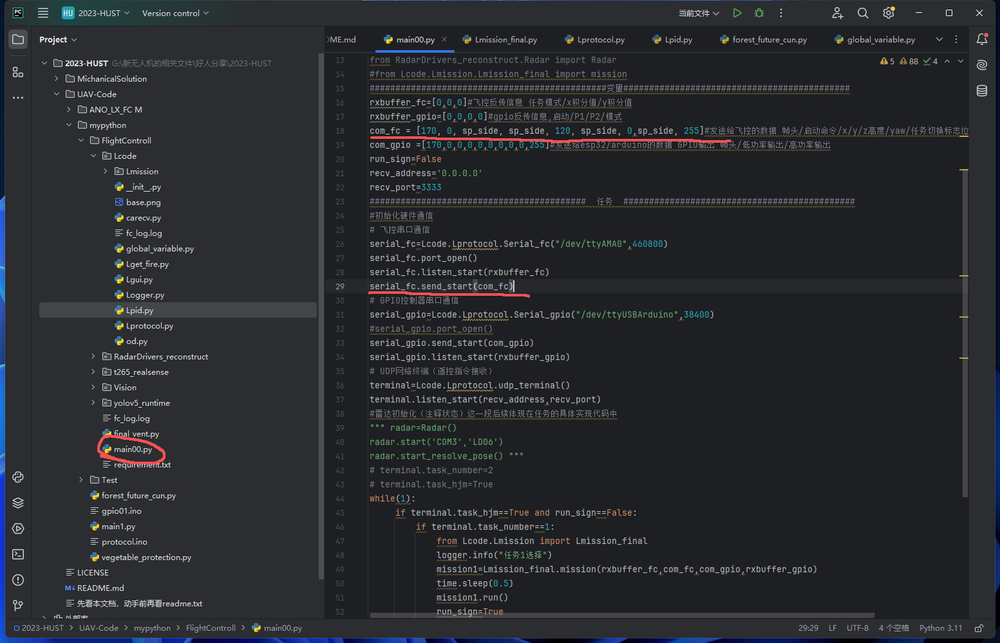 PC
HU
2023-HUST
Version control
当前文件
Project
2023-HUST G:\新无人机的相关文件\好人分享\2023-HUST
MichanicalSolution
UAV-Code
ANO_LX_FC M
mypython
FlightControll
Lcode
Lmission
__init__.py
base.png
carecv.py
fc_log.log
global_variable.py
Lget_fire.py
Lgui.py
Logger.py
Lpid.py
Lprotocol.py
od.py
RadarDrivers_reconstruct
t265_realsense
Vision
yolov5_runtime
fc_log.log
final_vent.py
main00.py
requirement.txt
Test
forest_future_cun.py
gpio01.ino
main1.py
protocol.ino
vegetable_protection.py
LICENSE
M↓ README.md
先看本文档，动手前再看readme.txt
外部库
OME.md
main00.py
Lmission_final.py
Lprotocol.py
Lpid.py
forest_future_cun.py
global_variable.py
5 88 4
13 from RadarDrivers_reconstruct.Radar import Radar
14 #from Lcode.Lmission.Lmission_final import mission
15 ##############################################变量############################################
16 rxbuffer_fc=[0,0,0]#飞控反传信息 任务模式/x积分值/y积分值
17 rxbuffer_gpio=[0,0,0,0]#gpio反传信息,启动/P1/P2/模式
18 com_fc = [170, 0, sp_side, sp_side, 120, sp_side, 0,sp_side, 255]#发送给飞控的数据 帧头/启动命令/x/y/z高度/yaw/任务切换标志位
19 com_gpio =[170,0,0,0,0,0,0,0,0,255]#发送给esp32/arduino的数据 GPIO输出 帧头/低功率输出/高功率输出
20 run_sign=False
21 recv_address='0.0.0.0'
22 recv_port=3333
23 ########################################## 任务 #############################################
24 #初始化硬件通信
25 # 飞控串口通信
26 serial_fc=Lcode.Lprotocol.Serial_fc("/dev/ttyAMA0",460800)
27 serial_fc.port_open()
28 serial_fc.listen_start(rxbuffer_fc)
29 serial_fc.send_start(com_fc)
30 # GPIO控制器串口通信
31 serial_gpio=Lcode.Lprotocol.Serial_gpio("/dev/ttyUSBArduino",38400)
32 #serial_gpio.port_open()
33 serial_gpio.send_start(com_gpio)
34 serial_gpio.listen_start(rxbuffer_gpio)
35 # UDP网络终端（遥控指令接收）
36 terminal=Lcode.Lprotocol.udp_terminal()
37 terminal.listen_start(recv_address,recv_port)
38 #雷达初始化（注释状态）这一段后续体现在任务的具体实现代码中
39 """ radar=Radar()
40 radar.start('COM3','LD06')
41 radar.start_resolve_pose() """
42 # terminal.task_number=2
43 # terminal.task_hjm=True
44 while(1):
45 if terminal.task_hjm==True and run_sign==False:
46 if terminal.task_number==1:
47 from Lcode.Lmission import Lmission_final
48 logger.info("任务1选择")
49 mission1=Lmission_final.mission(rxbuffer_fc,com_fc,com_gpio,rxbuffer_gpio)
50 time.sleep(0.5)
51 mission1.run()
52 run_sign=True
2023-HUST > UAV-Code > mypython > FlightControll > main00.py
29:29 LF UTF-8 4 个空格 Python 3.11